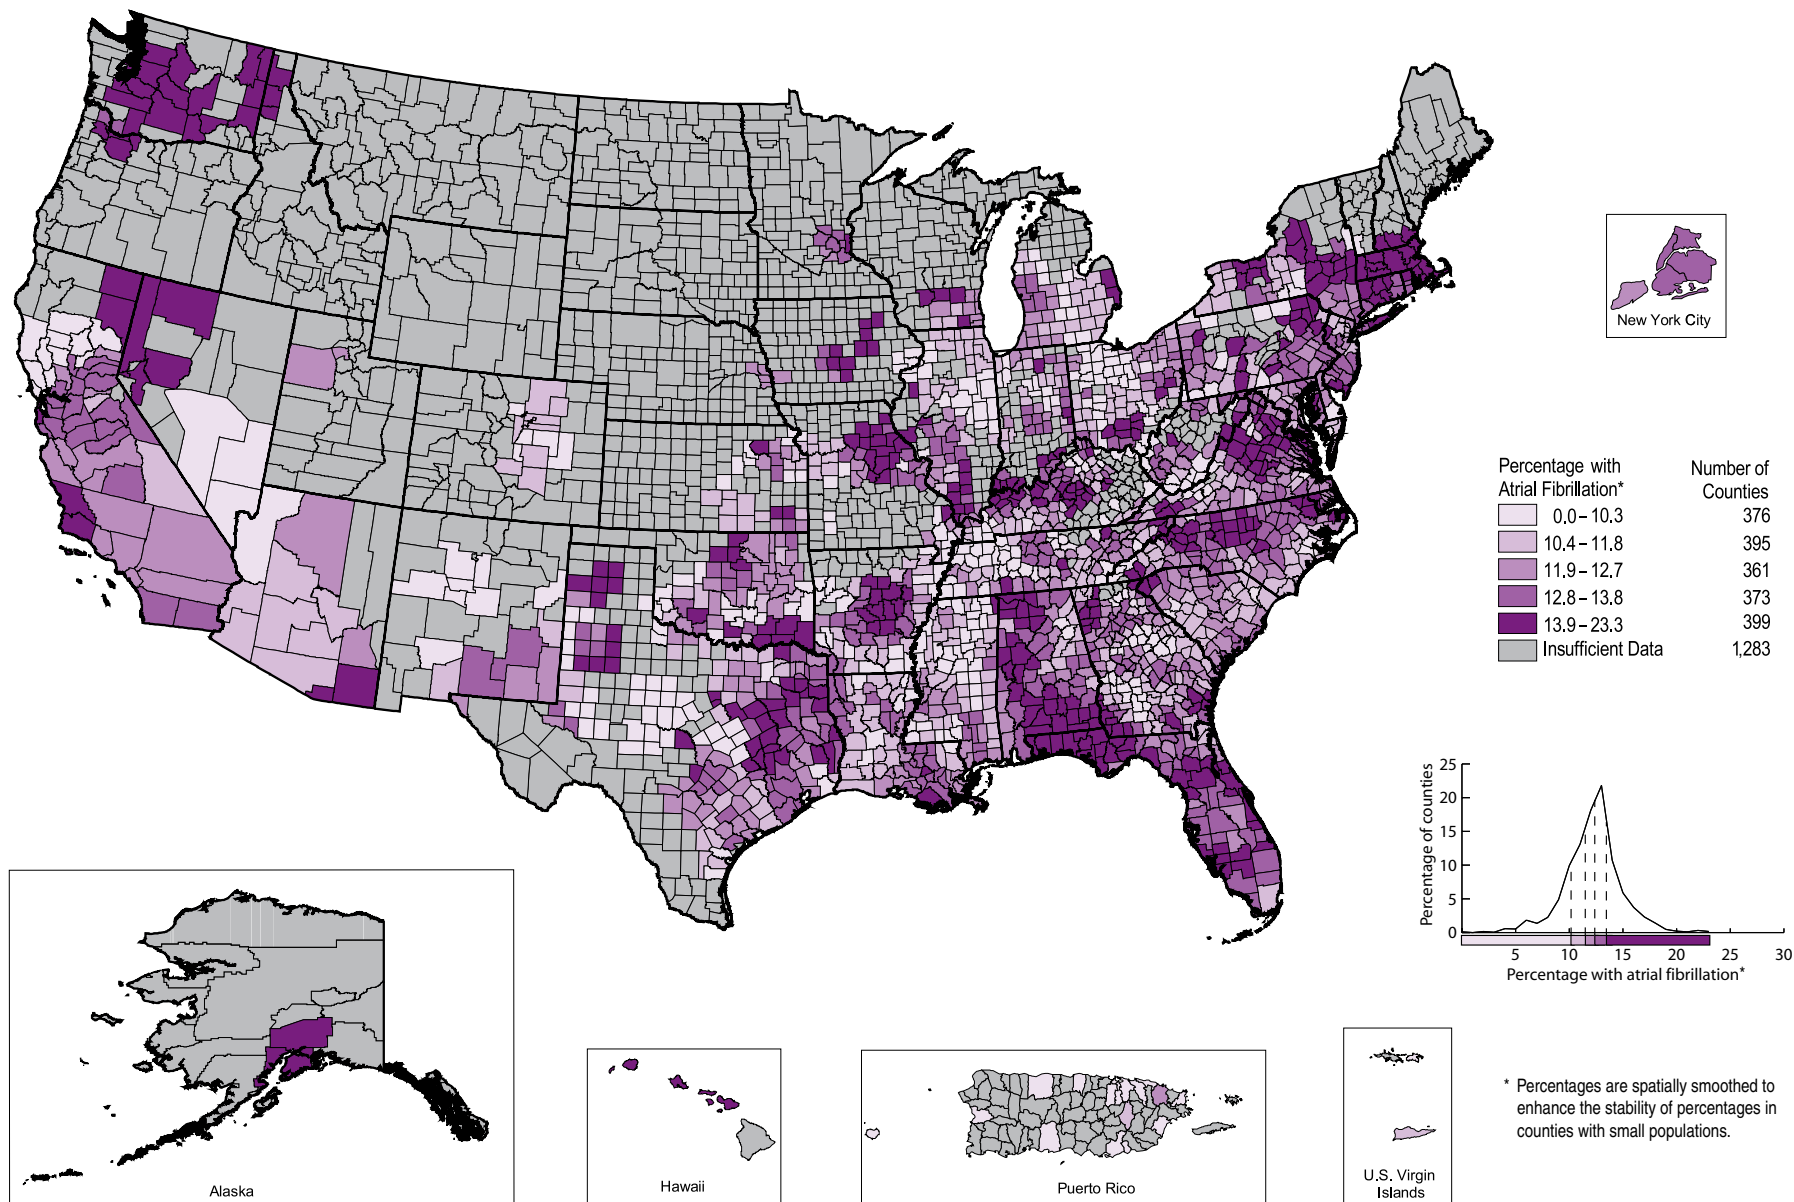 New York City
Percentage with Atrial Fibrillation*
Number of Counties
0.0–10.3 376
10.4–11.8 395
11.9–12.7 361
12.8–13.8 373
13.9–23.3 399
Insufficient Data 1,283
Percentage of counties
25
20
15
10
5
0
5 10 15 20 25 30
Percentage with atrial fibrillation*
Alaska
Hawaii
Puerto Rico
U.S. Virgin
Islands
* Percentages are spatially smoothed to
enhance the stability of percentages in
counties with small populations.